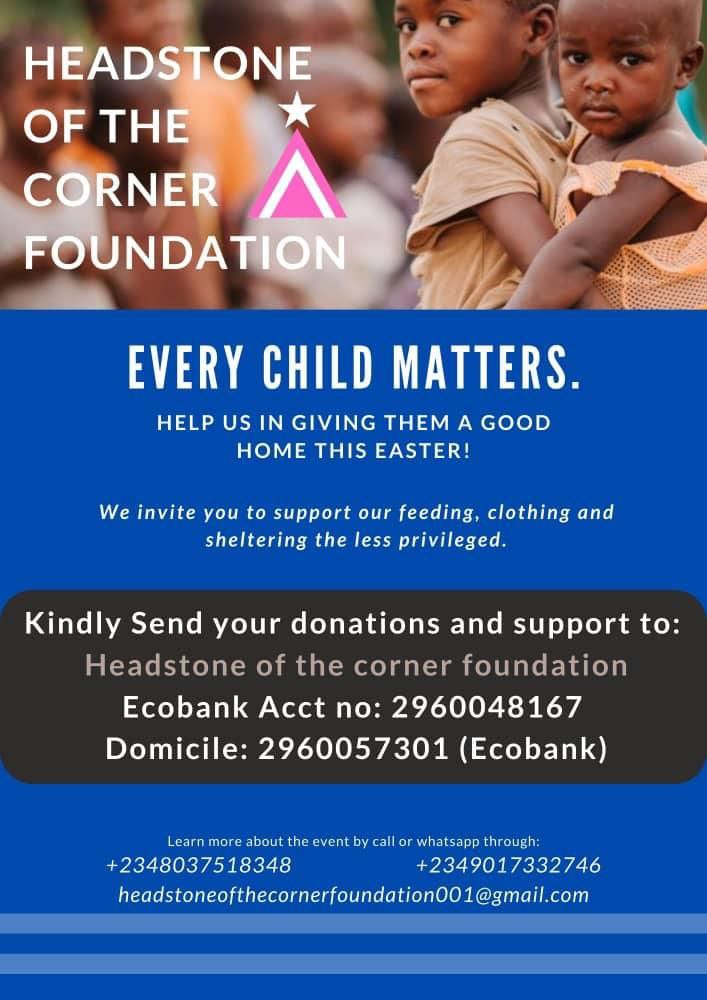 HEADSTONE
OF THE
CORNER
FOUNDATION
EVERY CHILD MATTERS.
HELP US IN GIVING THEM A GOOD
HOME THIS EASTER!
We invite you to support our feeding, clothing and
sheltering the less privileged.
Kindly Send your donations and support to:
Headstone of the corner foundation
Ecobank Acct no: 2960048167
Domicile: 2960057301 (Ecobank)
Learn more about the event by call or whatsapp through:
+2348037518348 +2349017332746
headstoneofthecornerfoundation001@gmail.com